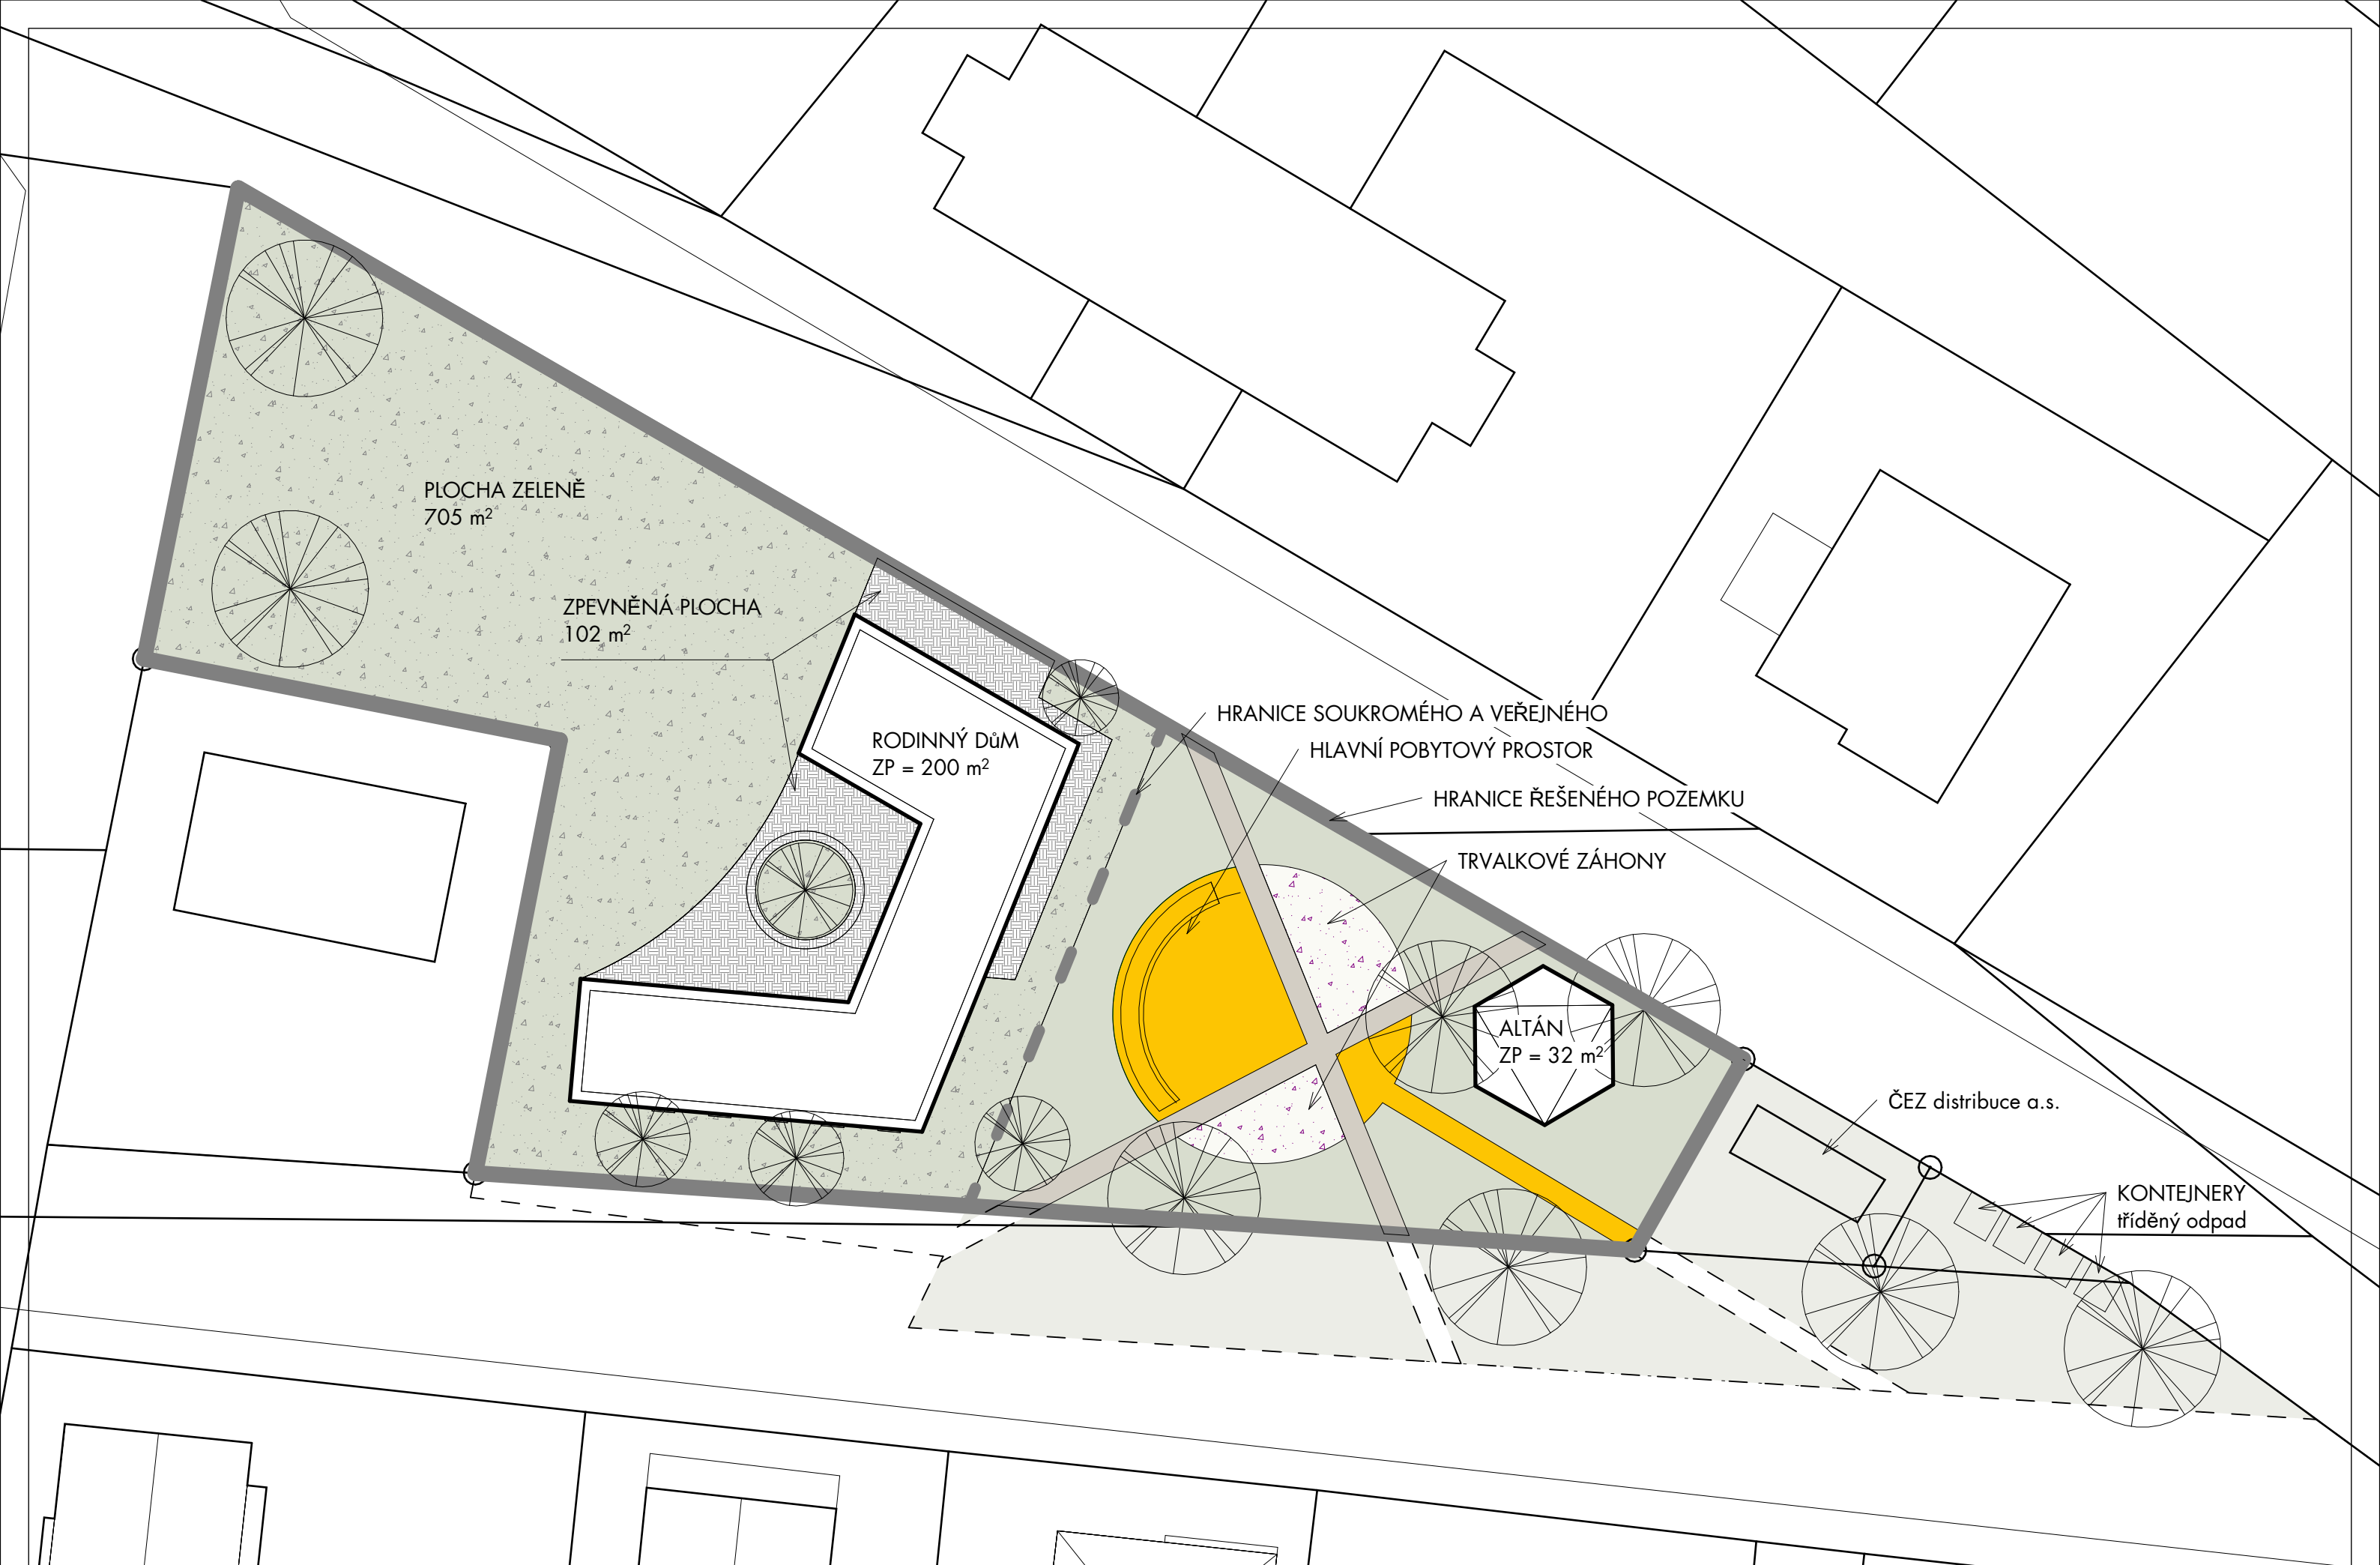 PLOCHA ZELENĚ
705 m²
ZPEVNĚNÁ PLOCHA
102 m²
RODINNÝ DůM
ZP = 200 m²
HRANICE SOUKROMÉHO A VEŘEJNÉHO
HLAVNÍ POBYTOVÝ PROSTOR
HRANICE ŘEŠENÉHO POZEMKU
TRVALKOVÉ ZÁHONY
ALTÁN
ZP = 32 m²
ČEZ distribuce a.s.
KONTEJNERY
tříděný odpad